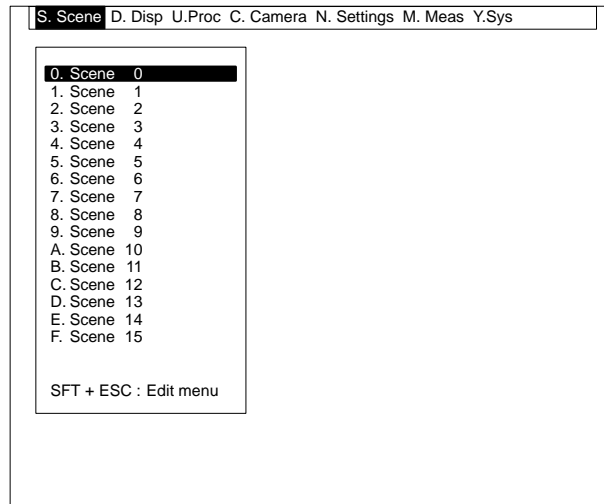 S. Scene D. Disp U.Proc C. Camera N. Settings M. Meas Y.Sys
0. Scene 0
1. Scene 1
2. Scene 2
3. Scene 3
4. Scene 4
5. Scene 5
6. Scene 6
7. Scene 7
8. Scene 8
9. Scene 9
A. Scene 10
B. Scene 11
C. Scene 12
D. Scene 13
E. Scene 14
F. Scene 15
SFT + ESC : Edit menu